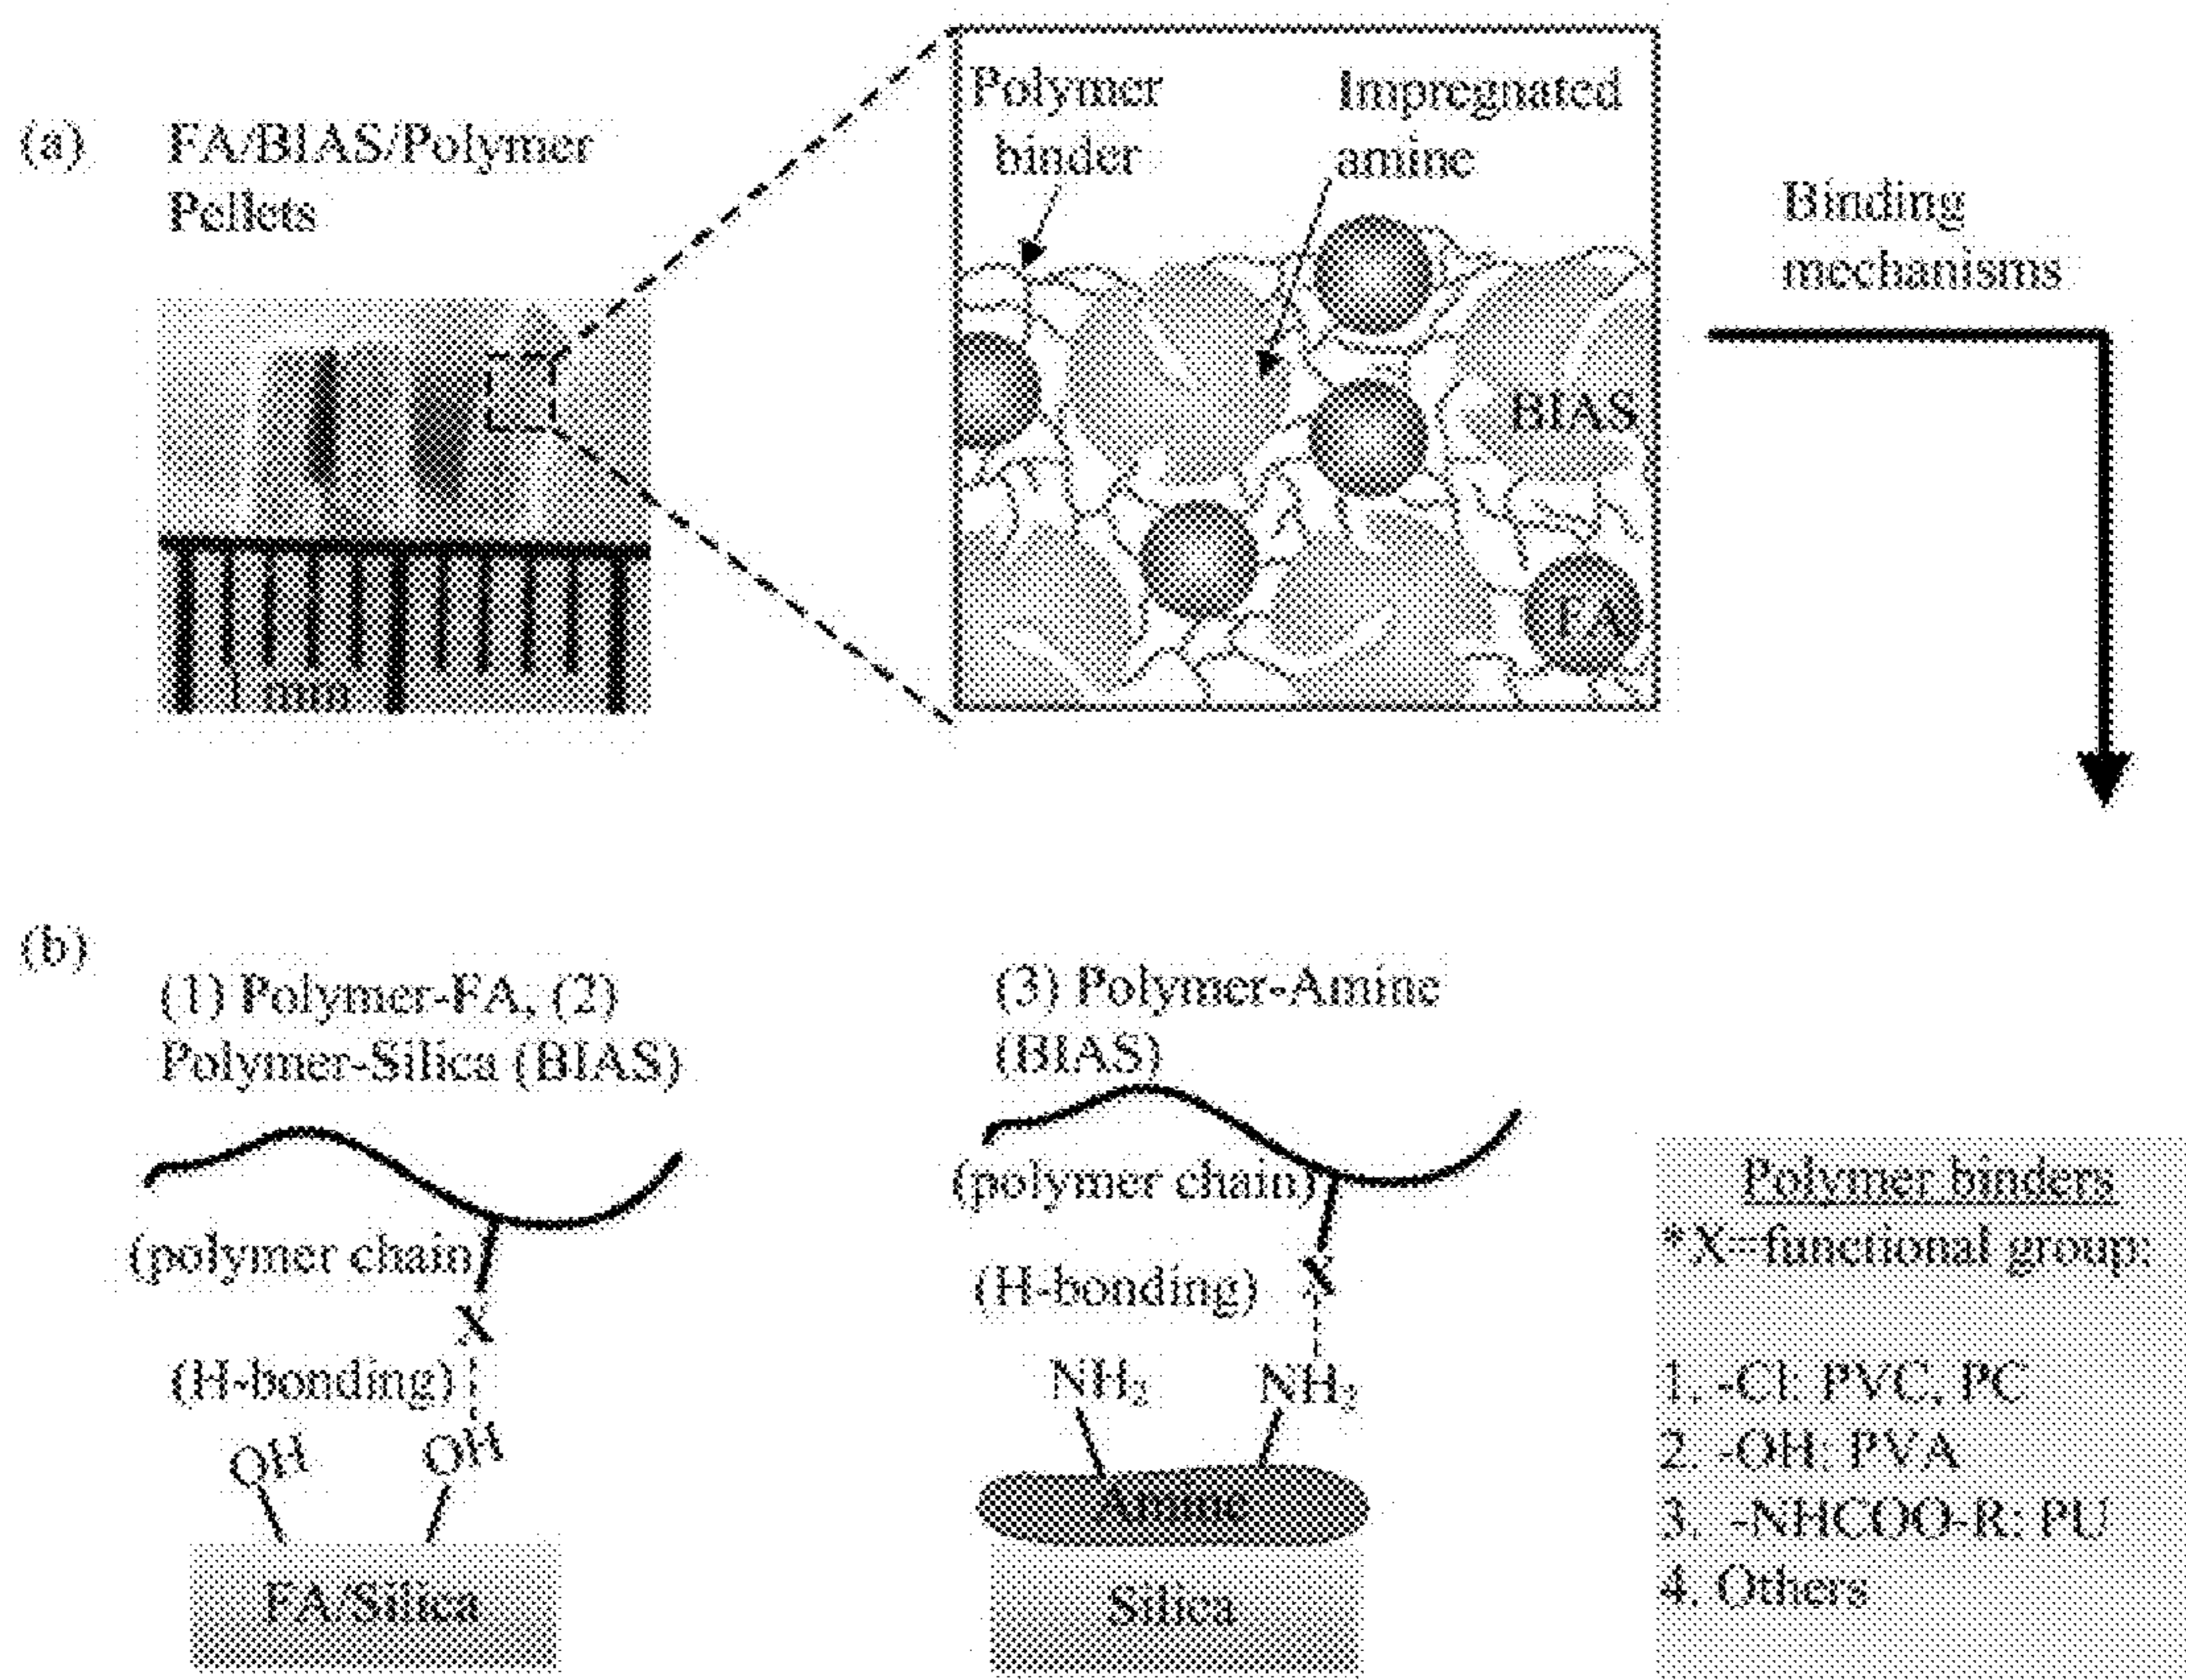 (a) FA/BIAS/Polymer
Pellets
1 mm
Polymer
binder
Impregnated
amine
BIAS
FA
Binding
mechanisms
(b)
(1) Polymer-FA, (2)
Polymer-Silica (BIAS)
(polymer chain)
X
(H-bonding)
OH OH
FA/Silica
(3) Polymer-Amine
(BIAS)
(polymer chain)
X
(H-bonding)
NH₂ NH₂
Amine
Silica
Polymer binders
*X=functional group:
1. -Cl: PVC, PC
2. -OH: PVA
3. -NHCOO-R: PU
4. Others